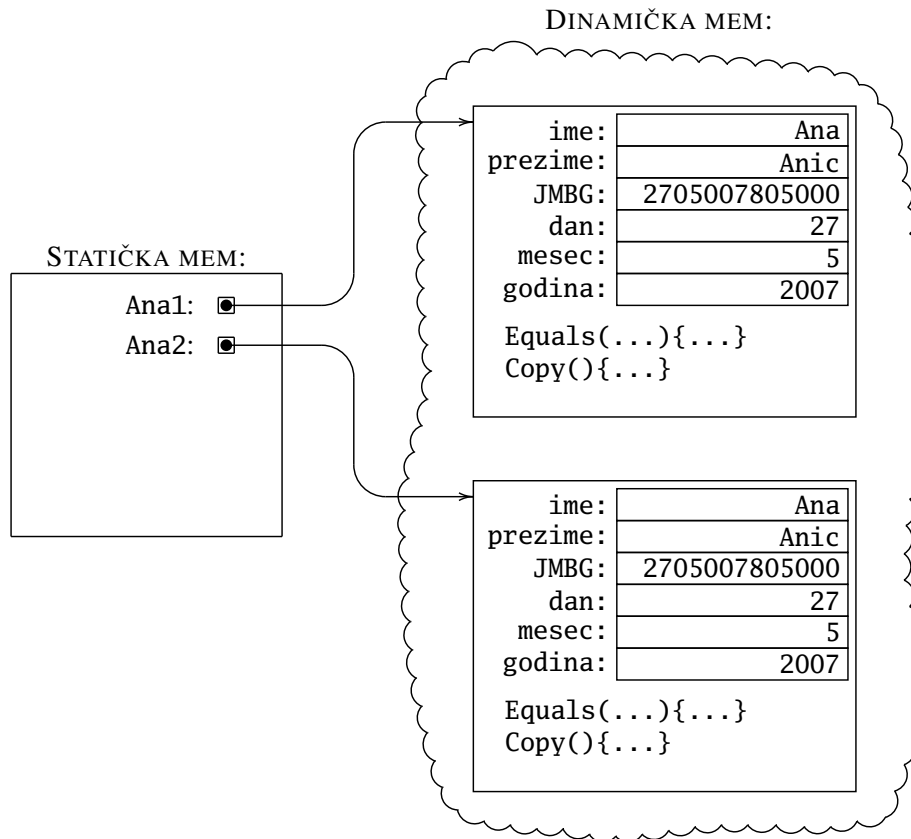 DINAMIČKA MEM:
ime: Ana
prezime: Anic
JMBG: 2705007805000
dan: 27
mesec: 5
godina: 2007
Equals(...){...}
Copy(){...}
STATIČKA MEM:
Ana1:
Ana2:
ime: Ana
prezime: Anic
JMBG: 2705007805000
dan: 27
mesec: 5
godina: 2007
Equals(...){...}
Copy(){...}